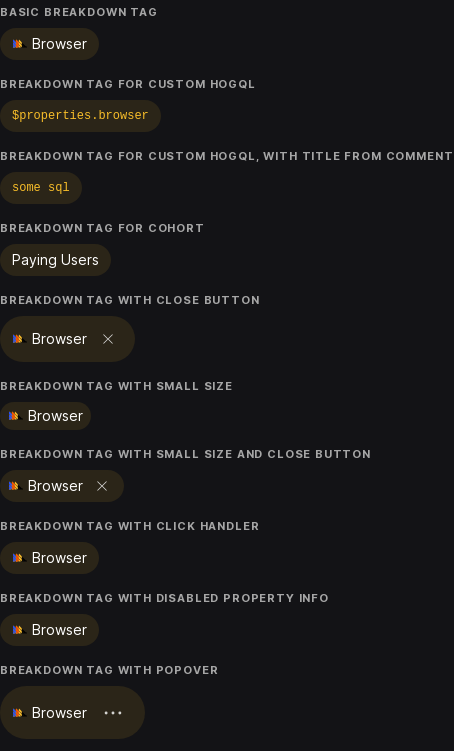 BASIC BREAKDOWN TAG
Browser
BREAKDOWN TAG FOR CUSTOM HOGQL
$properties.browser
BREAKDOWN TAG FOR CUSTOM HOGQL, WITH TITLE FROM COMMENT
some sql
BREAKDOWN TAG FOR COHORT
Paying Users
BREAKDOWN TAG WITH CLOSE BUTTON
Browser
BREAKDOWN TAG WITH SMALL SIZE
Browser
BREAKDOWN TAG WITH SMALL SIZE AND CLOSE BUTTON
Browser
BREAKDOWN TAG WITH CLICK HANDLER
Browser
BREAKDOWN TAG WITH DISABLED PROPERTY INFO
Browser
BREAKDOWN TAG WITH POPOVER
Browser